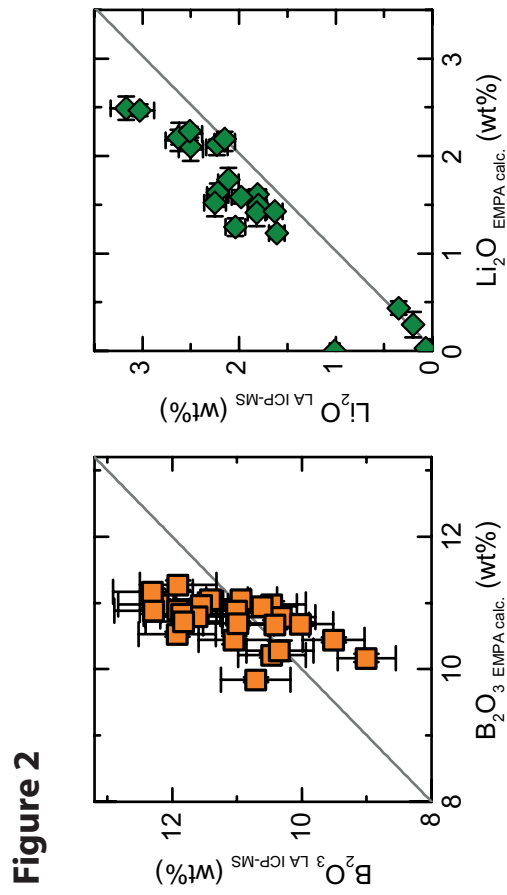 Figure 2
B₂O₃ LA ICP-MS (wt%)
12
10
8
8
10
12
B₂O₃ EMPA calc. (wt%)
Li₂O LA ICP-MS (wt%)
3
2
1
0
0
1
2
3
Li₂O EMPA calc. (wt%)